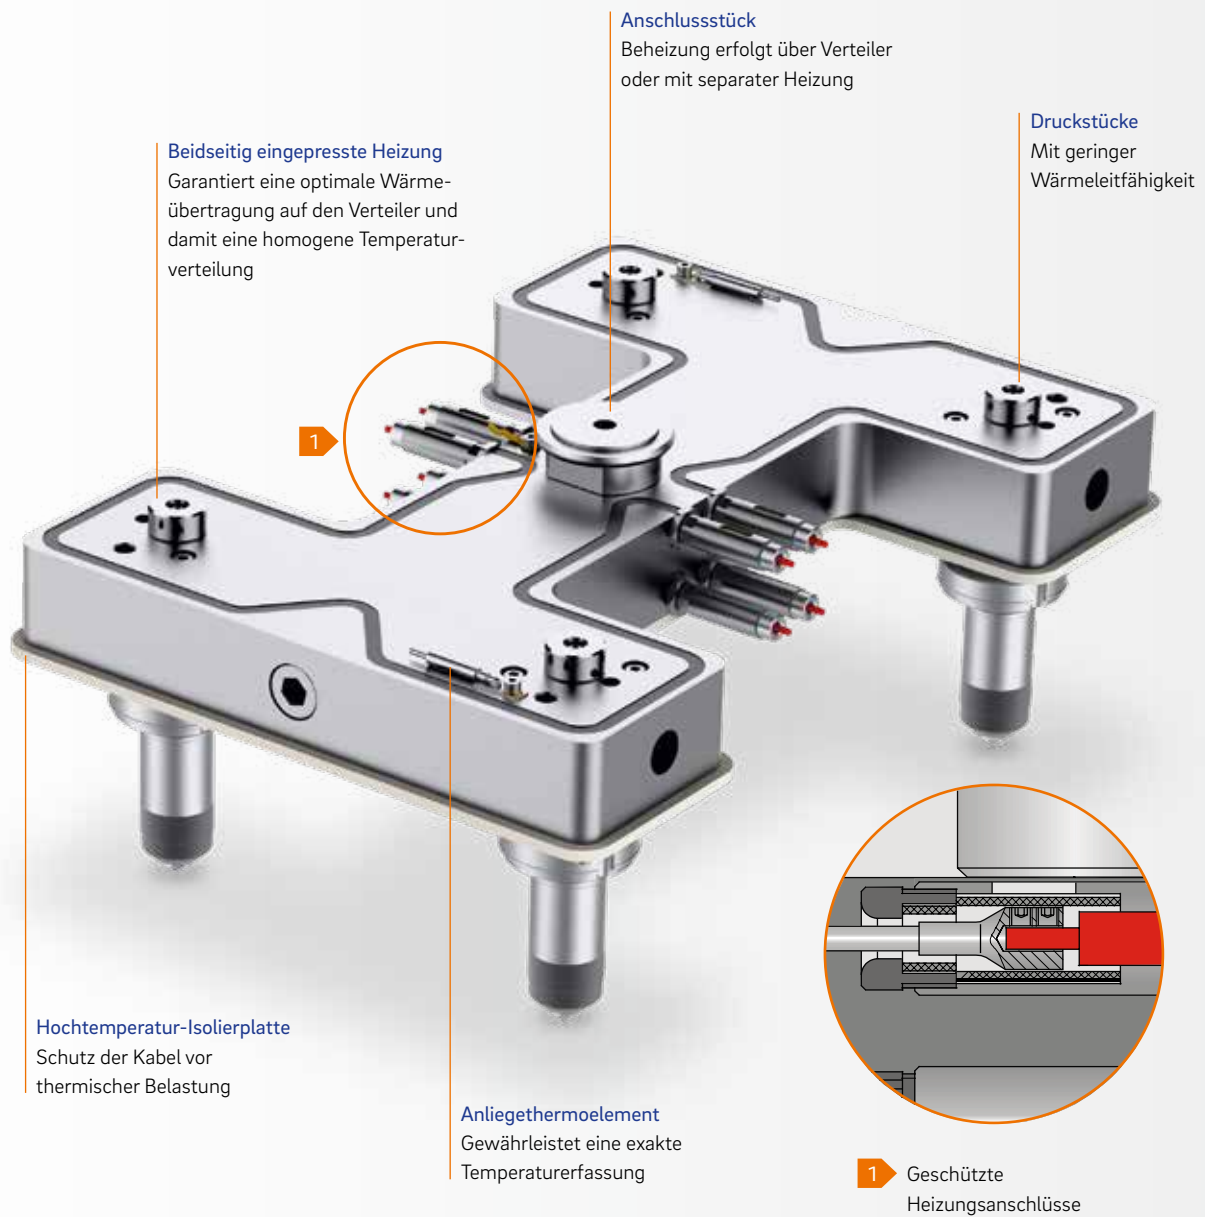 Anschlussstück
Beheizung erfolgt über Verteiler
oder mit separater Heizung
Druckstücke
Mit geringer
Wärmeleitfähigkeit
Beidseitig eingepresste Heizung
Garantiert eine optimale Wärme-
übertragung auf den Verteiler und
damit eine homogene Temperatur-
verteilung
1
Hochtemperatur-Isolierplatte
Schutz der Kabel vor
thermischer Belastung
Anliegethermoelement
Gewährleistet eine exakte
Temperaturerfassung
1 Geschützte
Heizungsanschlüsse